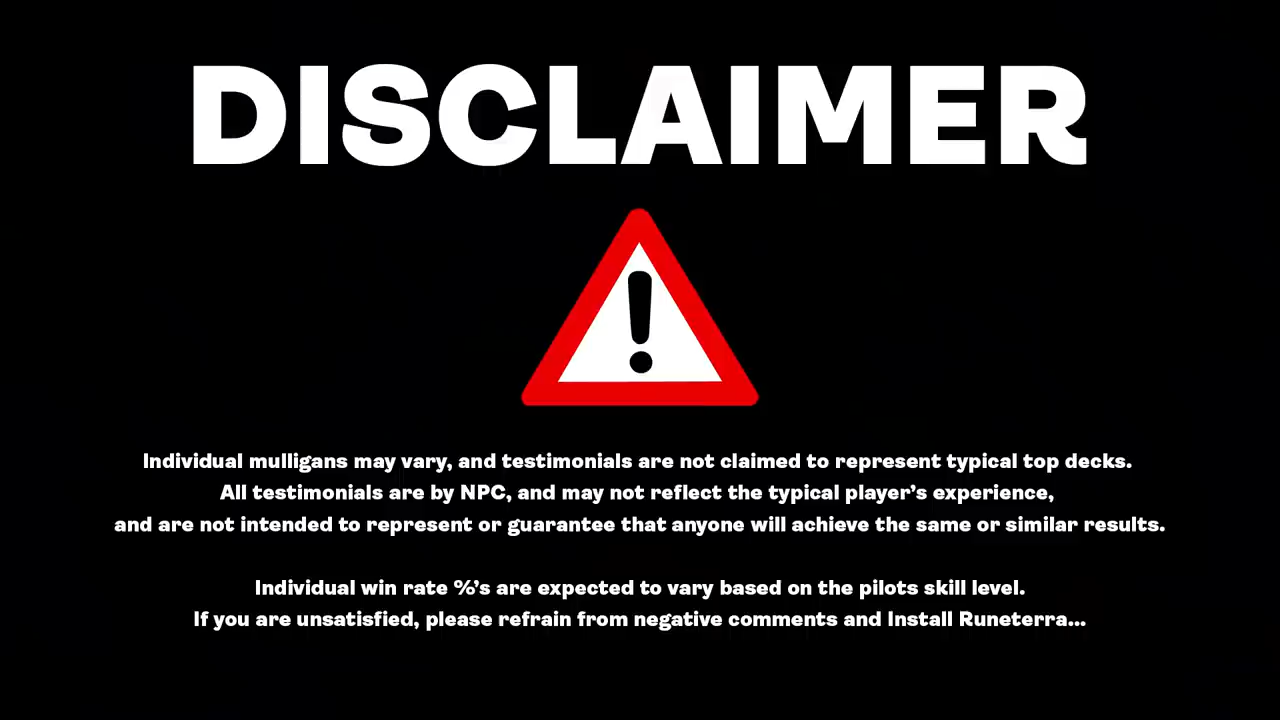 DISCLAIMER
Individual mulligans may vary, and testimonials are not claimed to represent typical top decks.
All testimonials are by NPC, and may not reflect the typical player's experience,
and are not intended to represent or guarantee that anyone will achieve the same or similar results.
Individual win rate %'s are expected to vary based on the pilots skill level.
If you are unsatisfied, please refrain from negative comments and Install Runeterra...